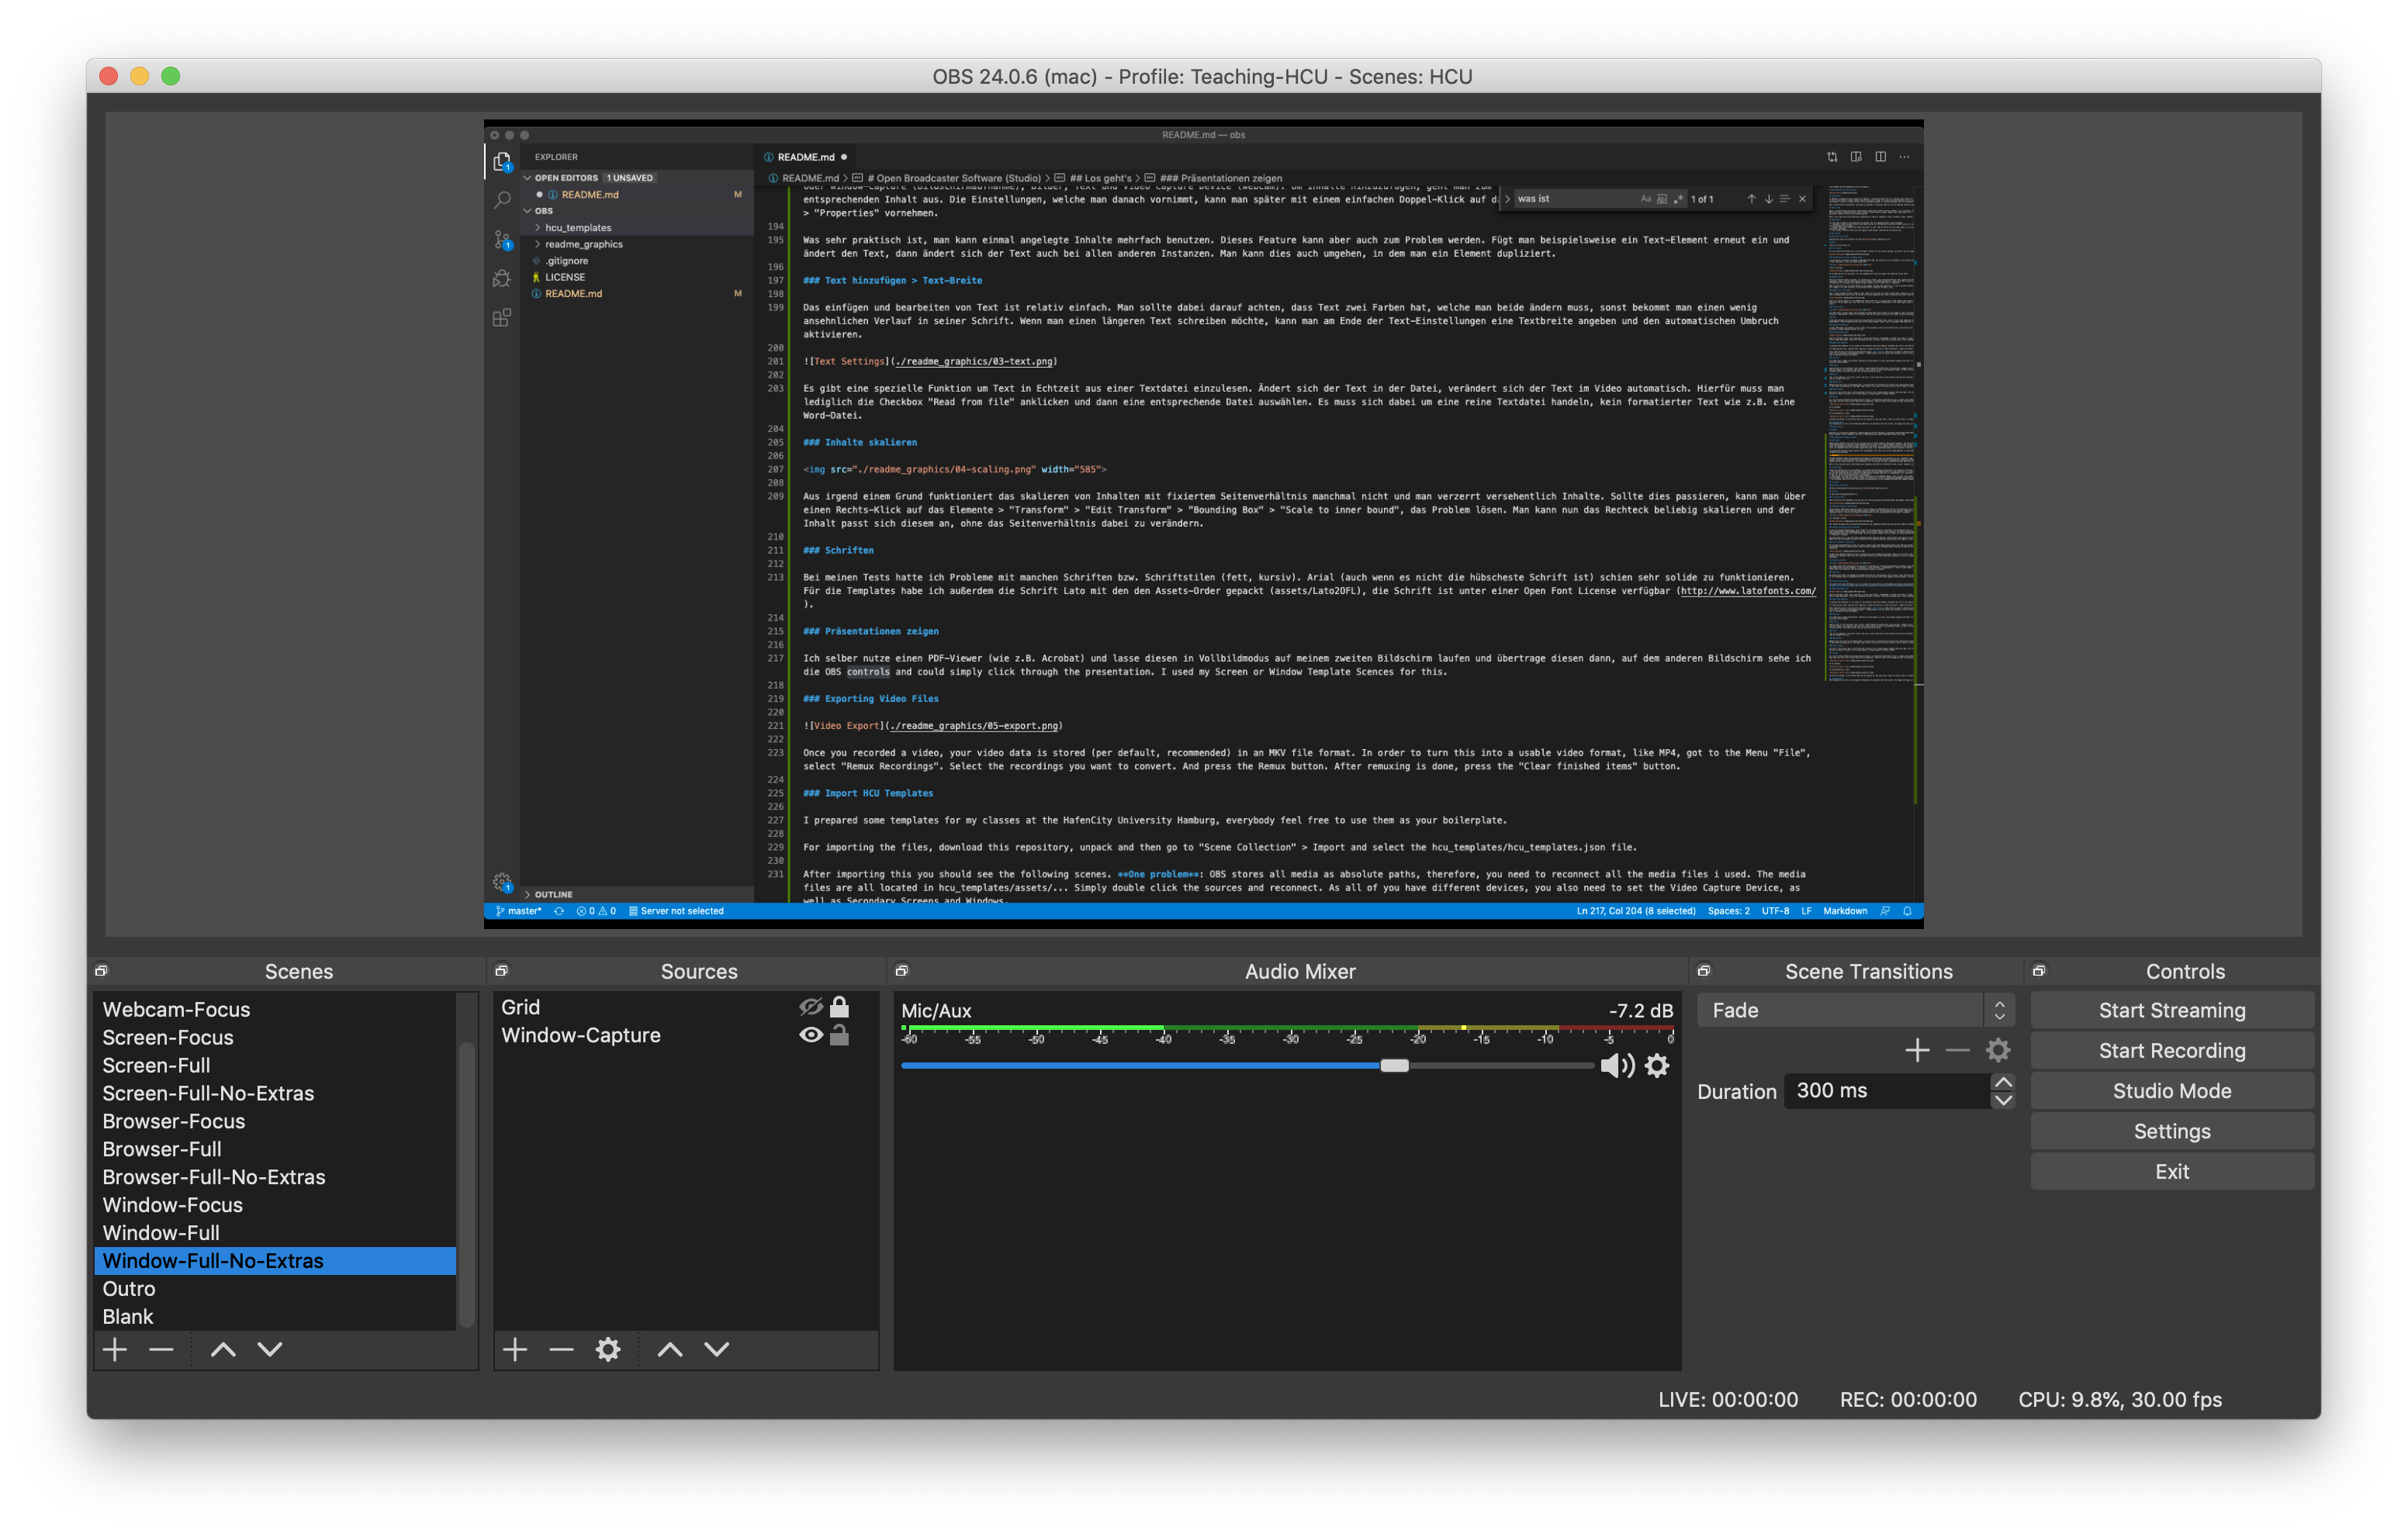 OBS 24.0.6 (mac) - Profile: Teaching-HCU - Scenes: HCU
README.md — obs
EXPLORER
README.md
OPEN EDITORS 1 UNSAVED
README.md > # Open Broadcaster Software (Studio) > ## Los geht's > ### Präsentationen zeigen
README.md M
OBS
hcu_templates
readme_graphics
.gitignore
LICENSE
README.md M
was ist
1 of 1
entsprechenden Inhalt aus. Die Einstellungen, welche man danach vornimmt, kann man später mit einem einfachen Doppel-Klick auf
> "Properties" vornehmen.
194
195 Was sehr praktisch ist, man kann einmal angelegte Inhalte mehrfach benutzen. Dieses Feature kann aber auch zum Problem werden. Fügt man beispielsweise ein Text-Element erneut ein und
ändert den Text, dann ändert sich der Text auch bei allen anderen Instanzen. Man kann dies auch umgehen, in dem man ein Element dupliziert.
196
197 ### Text hinzufügen > Text-Breite
198
199 Das einfügen und bearbeiten von Text ist relativ einfach. Man sollte dabei darauf achten, dass Text zwei Farben hat, welche man beide ändern muss, sonst bekommt man einen wenig
ansehnlichen Verlauf in seiner Schrift. Wenn man einen längeren Text schreiben möchte, kann man am Ende der Text-Einstellungen eine Textbreite angeben und den automatischen Umbruch
aktivieren.
200
201 ![Text Settings](./readme_graphics/03-text.png)
202
203 Es gibt eine spezielle Funktion um Text in Echtzeit aus einer Textdatei einzulesen. Ändert sich der Text in der Datei, verändert sich der Text im Video automatisch. Hierfür muss man
lediglich die Checkbox "Read from file" anklicken und dann eine entsprechende Datei auswählen. Es muss sich dabei um eine reine Textdatei handeln, kein formatierter Text wie z.B. eine
Word-Datei.
204
205 ### Inhalte skalieren
206
207 <img src="./readme_graphics/04-scaling.png" width="585">
208
209 Aus irgend einem Grund funktioniert das skalieren von Inhalten mit fixiertem Seitenverhältnis manchmal nicht und man verzerrt versehentlich Inhalte. Sollte dies passieren, kann man über
einen Rechts-Klick auf das Elemente > "Transform" > "Edit Transform" > "Bounding Box" > "Scale to inner bound", das Problem lösen. Man kann nun das Rechteck beliebig skalieren und der
Inhalt passt sich diesem an, ohne das Seitenverhältnis dabei zu verändern.
210
211 ### Schriften
212
213 Bei meinen Tests hatte ich Probleme mit manchen Schriften bzw. Schriftstilen (fett, kursiv). Arial (auch wenn es nicht die hübscheste Schrift ist) schien sehr solide zu funktionieren.
Für die Templates habe ich außerdem die Schrift Lato mit den den Assets-Order gepackt (assets/Lato2OFL), die Schrift ist unter einer Open Font License verfügbar (http://www.latofonts.com/
).
214
215 ### Präsentationen zeigen
216
217 Ich selber nutze einen PDF-Viewer (wie z.B. Acrobat) und lasse diesen in Vollbildmodus auf meinem zweiten Bildschirm laufen und übertrage diesen dann, auf dem anderen Bildschirm sehe ich
die OBS controls and could simply click through the presentation. I used my Screen or Window Template Scences for this.
218
219 ### Exporting Video Files
220
221 ![Video Export](./readme_graphics/05-export.png)
222
223 Once you recorded a video, your video data is stored (per default, recommended) in an MKV file format. In order to turn this into a usable video format, like MP4, got to the Menu "File",
select "Remux Recordings". Select the recordings you want to convert. And press the Remux button. After remuxing is done, press the "Clear finished items" button.
224
225 ### Import HCU Templates
226
227 I prepared some templates for my classes at the HafenCity University Hamburg, everybody feel free to use them as your boilerplate.
228
229 For importing the files, download this repository, unpack and then go to "Scene Collection" > Import and select the hcu_templates/hcu_templates.json file.
230
231 After importing this you should see the following scenes. **One problem**: OBS stores all media as absolute paths, therefore, you need to reconnect all the media files i used. The media
files are all located in hcu_templates/assets/... Simply double click the sources and reconnect. As all of you have different devices, you also need to set the Video Capture Device, as
well as Secondary Screens and Windows.
OUTLINE
master* 0 0 Server not selected
Ln 217, Col 204 (8 selected) Spaces: 2 UTF-8 LF Markdown
Scenes
Webcam-Focus
Screen-Focus
Screen-Full
Screen-Full-No-Extras
Browser-Focus
Browser-Full
Browser-Full-No-Extras
Window-Focus
Window-Full
Window-Full-No-Extras
Outro
Blank
Sources
Grid
Window-Capture
Audio Mixer
Mic/Aux -7.2 dB
-60 -55 -50 -45 -40 -35 -30 -25 -20 -15 -10 -5 0
Scene Transitions
Fade
Duration 300 ms
Controls
Start Streaming
Start Recording
Studio Mode
Settings
Exit
LIVE: 00:00:00 REC: 00:00:00 CPU: 9.8%, 30.00 fps